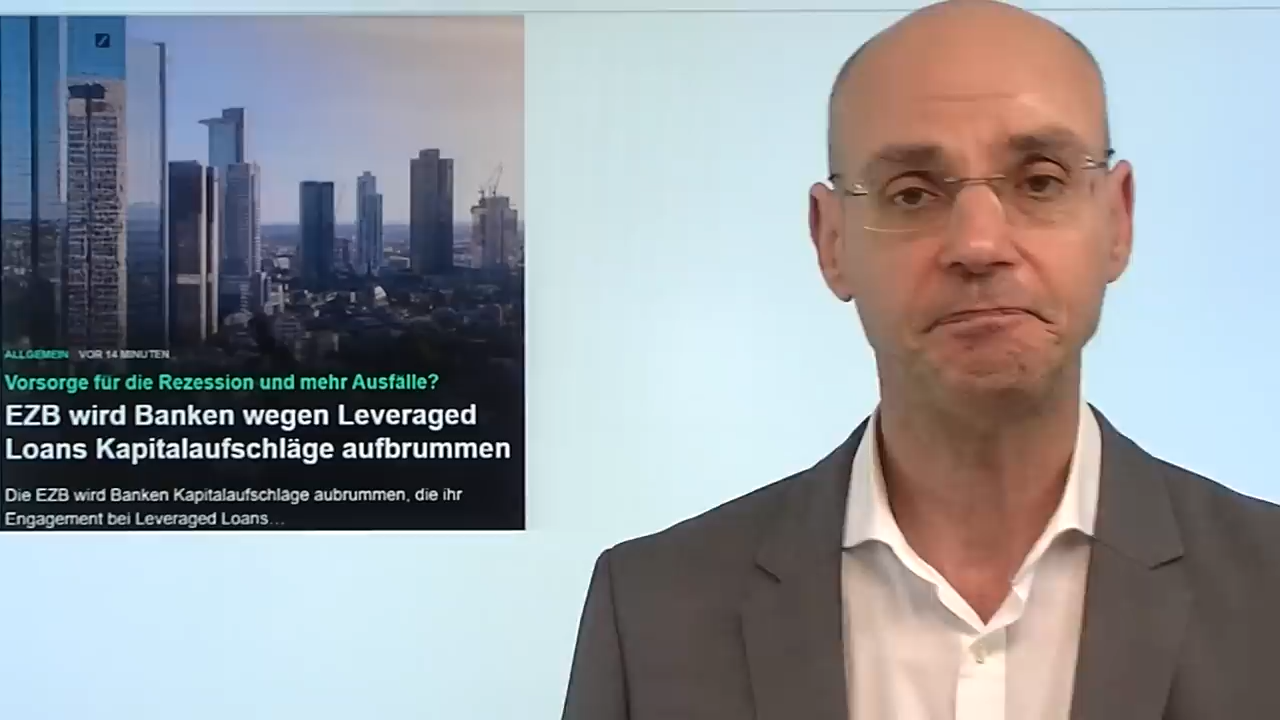 ALLGEMEIN VOR 14 MINUTEN
Vorsorge für die Rezession und mehr Ausfälle?
EZB wird Banken wegen Leveraged
Loans Kapitalaufschläge aufbrummen
Die EZB wird Banken Kapitalaufschläge aubrummen, die ihr
Engagement bei Leveraged Loans...